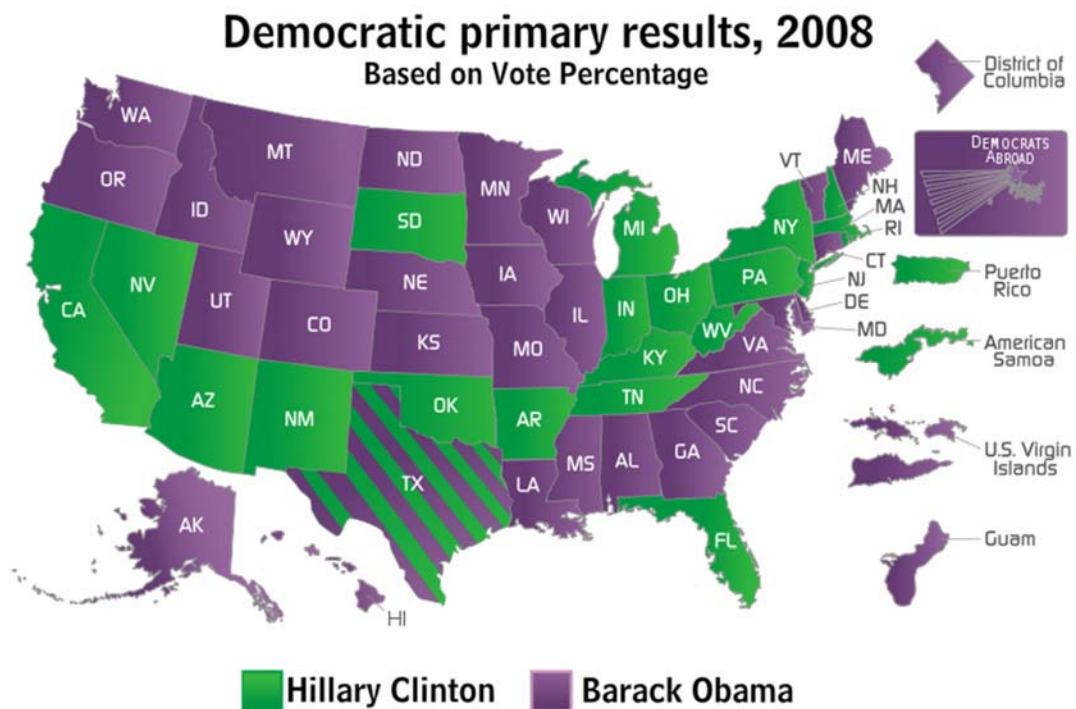 Democratic primary results, 2008
Based on Vote Percentage
District of
Columbia
WA
MT
ND
MN
VT
ME
DEMOCRATS
ABROAD
OR
ID
WY
SD
WI
MI
NY
NH
MA
RI
CT
NV
UT
CO
NE
IA
IL
IN
OH
PA
NJ
DE
MD
Puerto
Rico
CA
KS
MO
KY
WV
VA
American
Samoa
AZ
NM
OK
AR
TN
NC
SC
TX
LA
MS
AL
GA
U.S. Virgin
Islands
AK
HI
FL
Guam
Hillary Clinton
Barack Obama